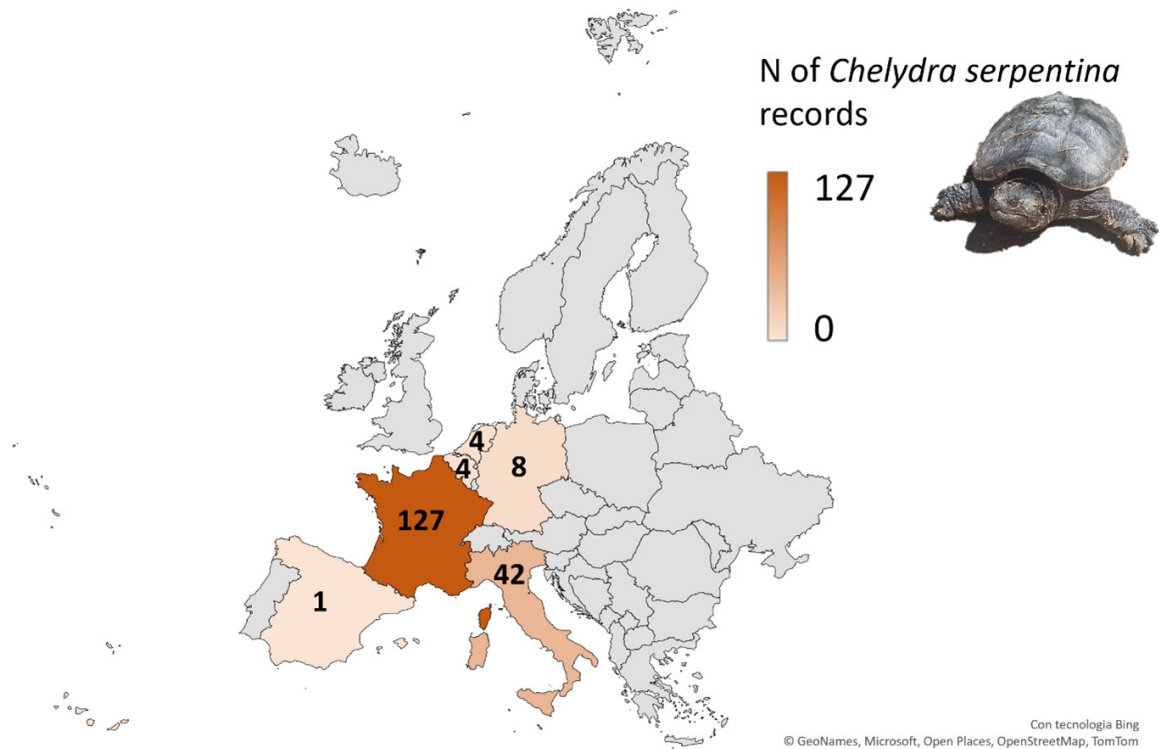 N of Chelydra serpentina
records
127
0
4
4
8
127
42
1
Con tecnologia Bing
© GeoNames, Microsoft, Open Places, OpenStreetMap, TomTom